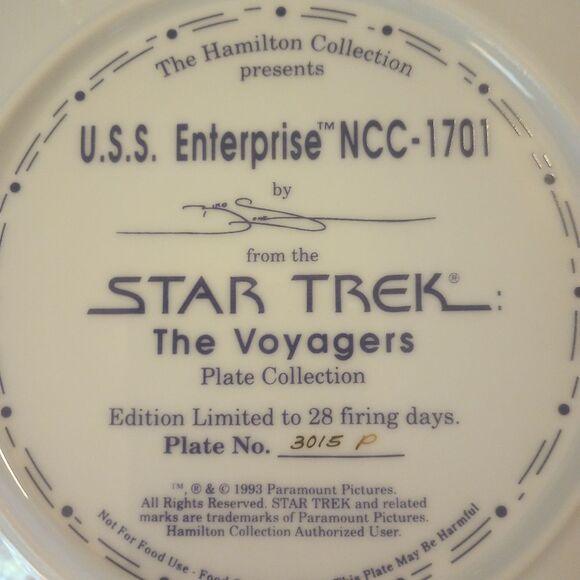 The Hamilton Collection
presents
U.S.S. Enterprise™ NCC-1701
by
from the
STAR TREK®:
The Voyagers
Plate Collection
Edition Limited to 28 firing days.
Plate No. 3015 P
™, ® & © 1993 Paramount Pictures.
All Rights Reserved. STAR TREK and related
marks are trademarks of Paramount Pictures.
Hamilton Collection Authorized User.
Not For Food Use - Food This Plate May Be Harmful